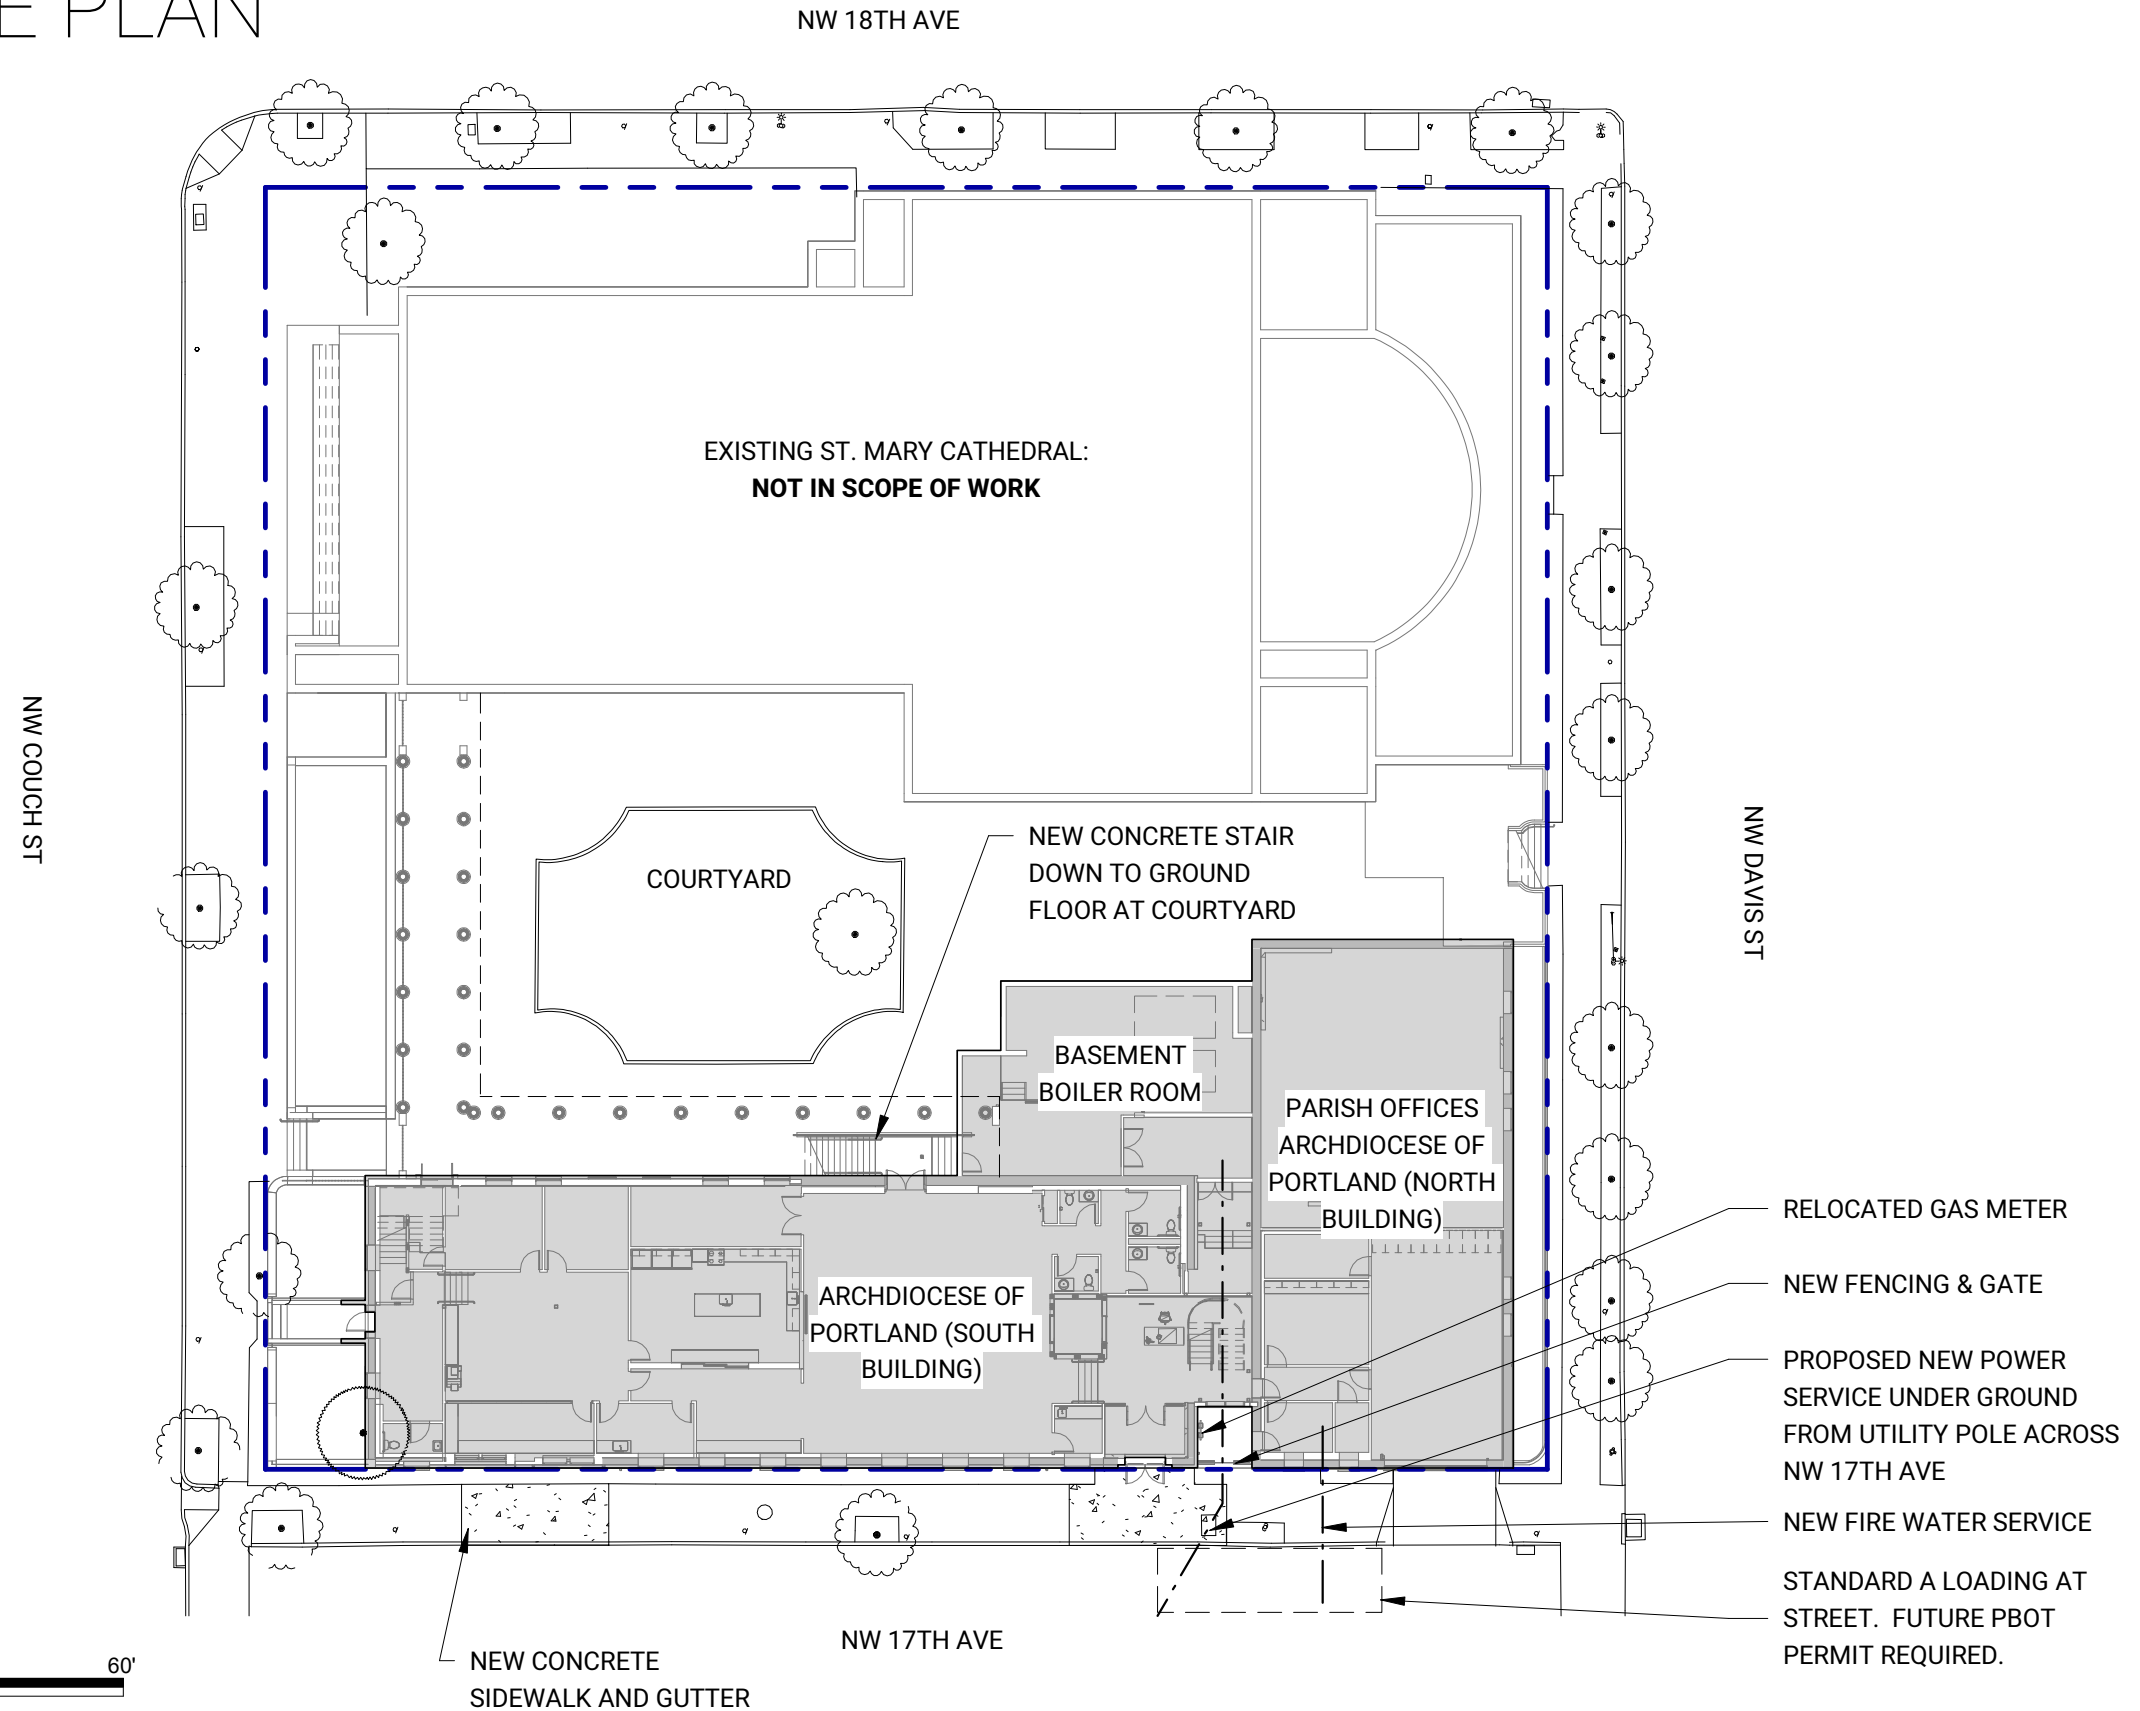 E PLAN
NW 18TH AVE
EXISTING ST. MARY CATHEDRAL:
NOT IN SCOPE OF WORK
NW COUCH ST
NW DAVIS ST
COURTYARD
NEW CONCRETE STAIR
DOWN TO GROUND
FLOOR AT COURTYARD
BASEMENT
BOILER ROOM
PARISH OFFICES
ARCHDIOCESE OF
PORTLAND (NORTH
BUILDING)
ARCHDIOCESE OF
PORTLAND (SOUTH
BUILDING)
RELOCATED GAS METER
NEW FENCING & GATE
PROPOSED NEW POWER
SERVICE UNDER GROUND
FROM UTILITY POLE ACROSS
NW 17TH AVE
NEW FIRE WATER SERVICE
STANDARD A LOADING AT
STREET. FUTURE PBOT
PERMIT REQUIRED.
NW 17TH AVE
NEW CONCRETE
SIDEWALK AND GUTTER
60'